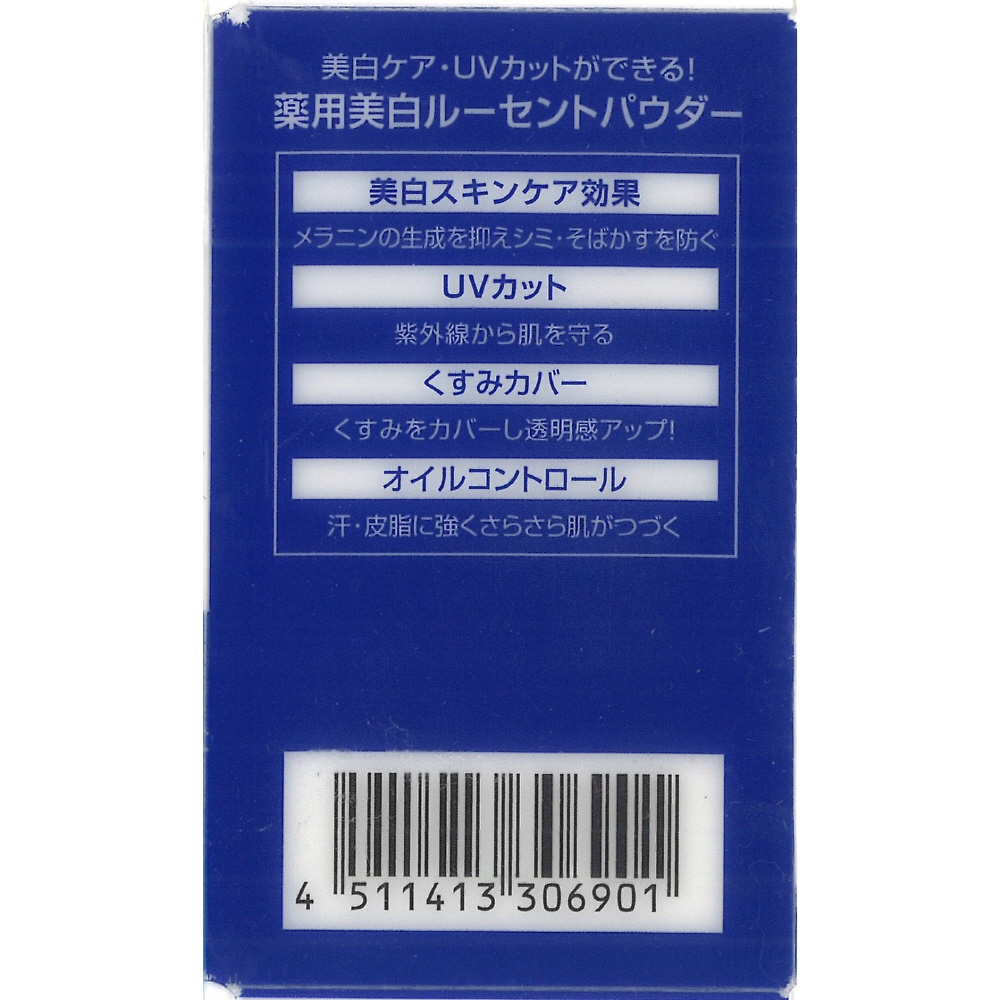 美白ケア・UVカットができる!
薬用美白ルーセントパウダー
美白スキンケア効果
メラニンの生成を抑えシミ・そばかすを防ぐ
UVカット
紫外線から肌を守る
くすみカバー
くすみをカバーし透明感アップ!
オイルコントロール
汗・皮脂に強くさらさら肌がつづく
4 511413 306901